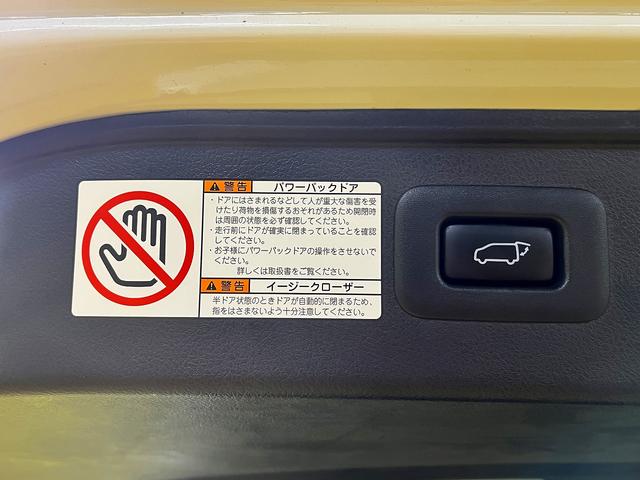 警告 パワーバックドア
・ドアにはさまれるなどして人が重大な傷害を受
けたり荷物を損傷するおそれがあるため開閉時
は周囲の状態を必ず確認してください。
・走行前にドアが確実に閉まっていることを確認
してください。
・お子様にパワーバックドアの操作をさせないで
ください。
詳しくは取扱書をご覧ください。
警告 イージークローザー
半ドア状態のときドアが自動的に閉まるため、
指をはさまないよう十分注意してください。